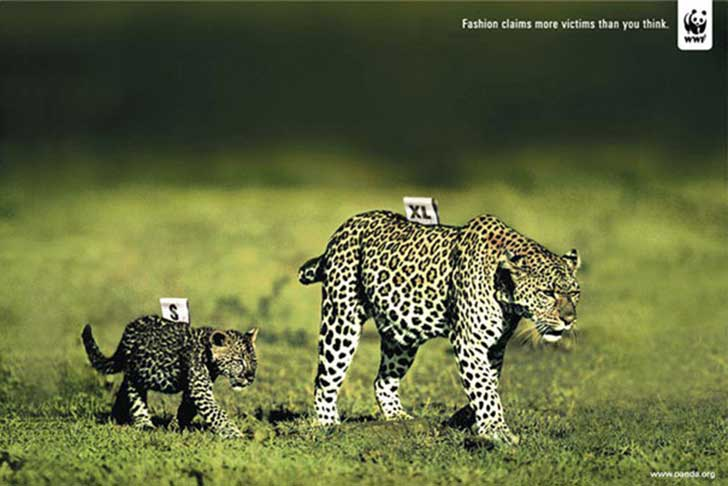 Fashion claims more victims than you think.
WWF
XL
S
www.panda.org